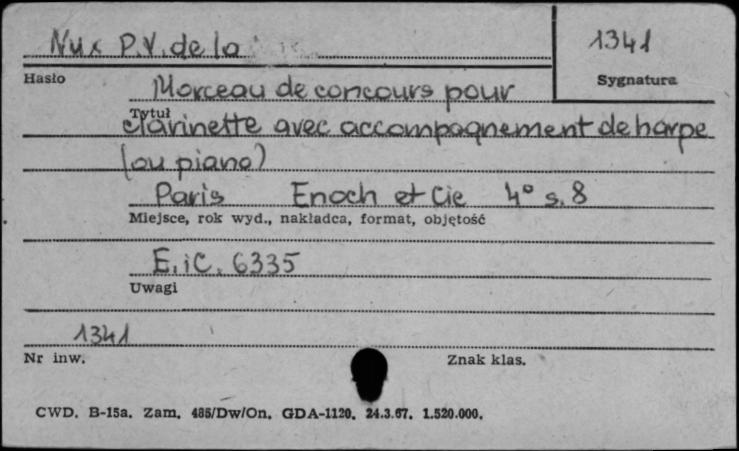 Nux P.V. de la
1341
Hasło
Sygnatura
Morceau de concours pour
Tytuł
clarinette avec accompagnement de harpe
(ou piano)
Paris Enoch et Cie 4° s. 8
Miejsce, rok wyd., nakładca, format, objętość
E. i C. 6335
Uwagi
1341
Nr inw.
Znak klas.
CWD. B-15a. Zam. 485/Dw/On. GDA-1120. 24.3.67. 1.520.000.